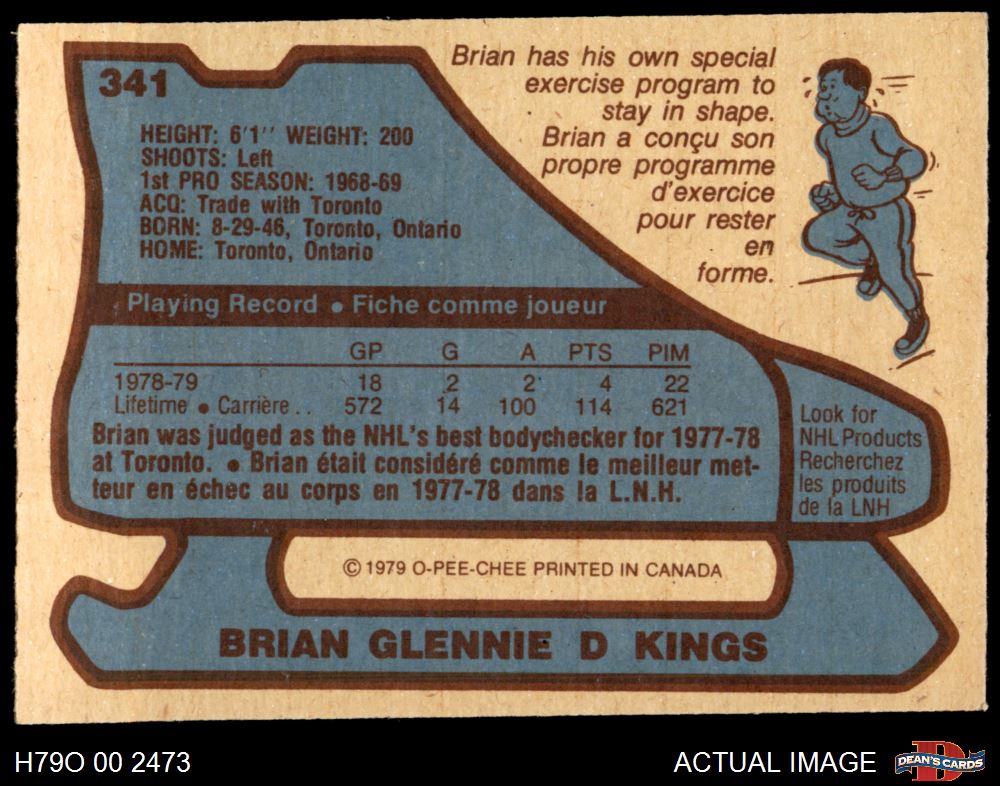 341
HEIGHT: 6'1'' WEIGHT: 200
SHOOTS: Left
1st PRO SEASON: 1968-69
ACQ: Trade with Toronto
BORN: 8-29-46, Toronto, Ontario
HOME: Toronto, Ontario
Brian has his own special
exercise program to
stay in shape.
Brian a conçu son
propre programme
d'exercice
pour rester
en
forme.
Playing Record • Fiche comme joueur
GP G A PTS PIM
1978-79 18 2 2 4 22
Lifetime • Carrière . . 572 14 100 114 621
Brian was judged as the NHL's best bodychecker for 1977-78
at Toronto. • Brian était considéré comme le meilleur met-
teur en échec au corps en 1977-78 dans la L.N.H.
Look for
NHL Products
Recherchez
les produits
de la LNH
© 1979 O-PEE-CHEE PRINTED IN CANADA
BRIAN GLENNIE D KINGS
H79O 00 2473
ACTUAL IMAGE
D
DEAN'S CARDS